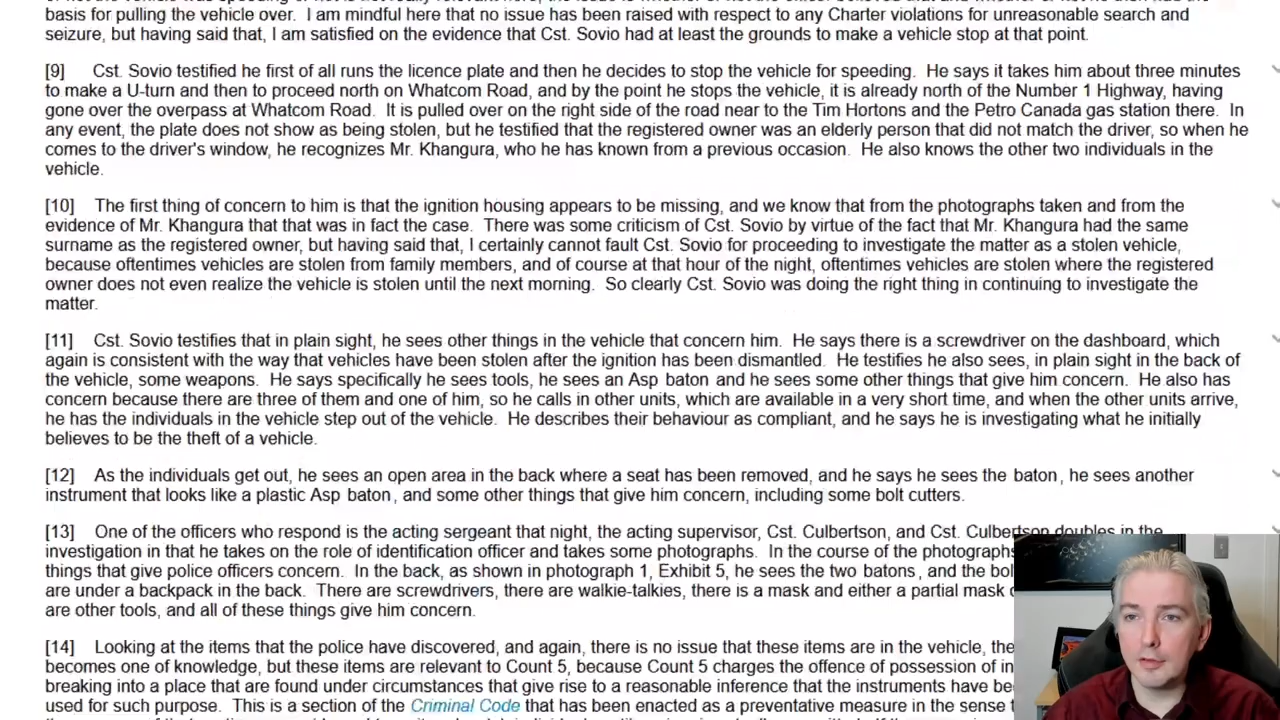 basis for pulling the vehicle over.  I am mindful here that no issue has been raised with respect to any Charter violations for unreasonable search and
seizure, but having said that, I am satisfied on the evidence that Cst. Sovio had at least the grounds to make a vehicle stop at that point.
[9]     Cst. Sovio testified he first of all runs the licence plate and then he decides to stop the vehicle for speeding.  He says it takes him about three minutes
to make a U-turn and then to proceed north on Whatcom Road, and by the point he stops the vehicle, it is already north of the Number 1 Highway, having
gone over the overpass at Whatcom Road.  It is pulled over on the right side of the road near to the Tim Hortons and the Petro Canada gas station there.  In
any event, the plate does not show as being stolen, but he testified that the registered owner was an elderly person that did not match the driver, so when he
comes to the driver's window, he recognizes Mr. Khangura, who he has known from a previous occasion.  He also knows the other two individuals in the
vehicle.
[10]     The first thing of concern to him is that the ignition housing appears to be missing, and we know that from the photographs taken and from the
evidence of Mr. Khangura that that was in fact the case.  There was some criticism of Cst. Sovio by virtue of the fact that Mr. Khangura had the same
surname as the registered owner, but having said that, I certainly cannot fault Cst. Sovio for proceeding to investigate the matter as a stolen vehicle,
because oftentimes vehicles are stolen from family members, and of course at that hour of the night, oftentimes vehicles are stolen where the registered
owner does not even realize the vehicle is stolen until the next morning.  So clearly Cst. Sovio was doing the right thing in continuing to investigate the
matter.
[11]     Cst. Sovio testifies that in plain sight, he sees other things in the vehicle that concern him.  He says there is a screwdriver on the dashboard, which
again is consistent with the way that vehicles have been stolen after the ignition has been dismantled.  He testifies he also sees, in plain sight in the back of
the vehicle, some weapons.  He says specifically he sees tools, he sees an Asp baton and he sees some other things that give him concern.  He also has
concern because there are three of them and one of him, so he calls in other units, which are available in a very short time, and when the other units arrive,
he has the individuals in the vehicle step out of the vehicle.  He describes their behaviour as compliant, and he says he is investigating what he initially
believes to be the theft of a vehicle.
[12]     As the individuals get out, he sees an open area in the back where a seat has been removed, and he says he sees the baton, he sees another
instrument that looks like a plastic Asp baton, and some other things that give him concern, including some bolt cutters.
[13]     One of the officers who respond is the acting sergeant that night, the acting supervisor, Cst. Culbertson, and Cst. Culbertson doubles in the
investigation in that he takes on the role of identification officer and takes some photographs.  In the course of the photographs
things that give police officers concern.  In the back, as shown in photograph 1, Exhibit 5, he sees the two batons, and the bol
are under a backpack in the back.  There are screwdrivers, there are walkie-talkies, there is a mask and either a partial mask
are other tools, and all of these things give him concern.
[14]     Looking at the items that the police have discovered, and again, there is no issue that these items are in the vehicle, the
becomes one of knowledge, but these items are relevant to Count 5, because Count 5 charges the offence of possession of in
breaking into a place that are found under circumstances that give rise to a reasonable inference that the instruments have be
used for such purpose.  This is a section of the Criminal Code that has been enacted as a preventative measure in the sense t